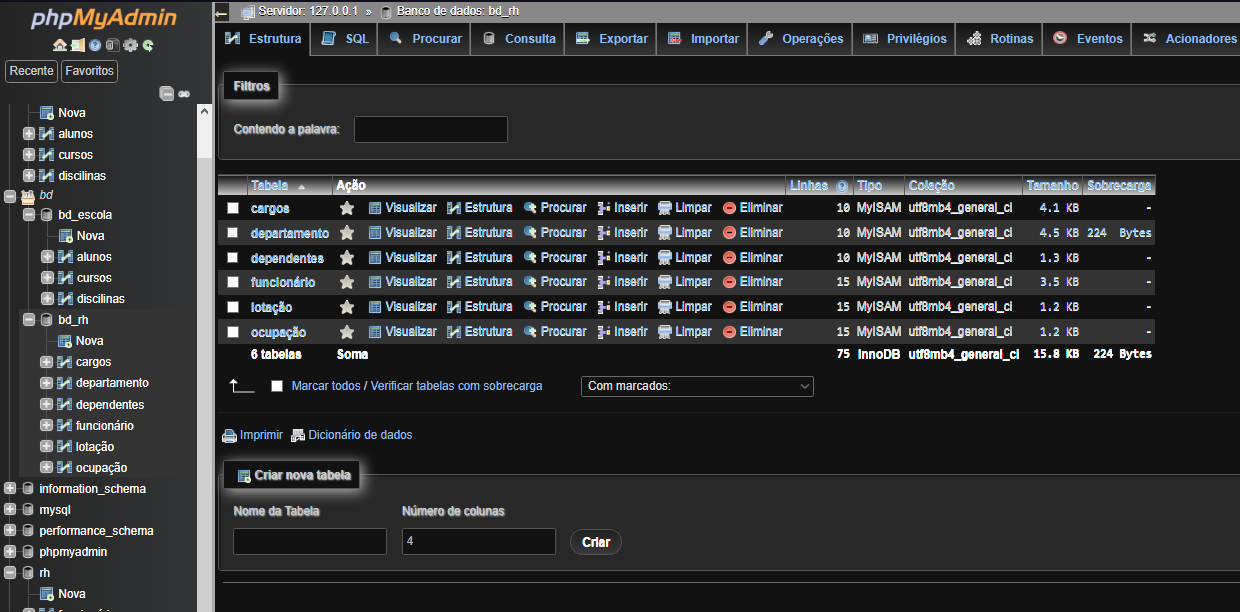 phpMyAdmin
Recente Favoritos
Nova
alunos
cursos
discilinas
bd
bd_escola
Nova
alunos
cursos
discilinas
bd_rh
Nova
cargos
departamento
dependentes
funcionário
lotação
ocupação
information_schema
mysql
performance_schema
phpmyadmin
rh
Nova
Servidor: 127.0.0.1 » Banco de dados: bd_rh
Estrutura SQL Procurar Consulta Exportar Importar Operações Privilégios Rotinas Eventos Acionadores
Filtros
Contendo a palavra:
Tabela Ação Linhas Tipo Colação Tamanho Sobrecarga
cargos Visualizar Estrutura Procurar Inserir Limpar Eliminar 10 MyISAM utf8mb4_general_ci 4.1 KB -
departamento Visualizar Estrutura Procurar Inserir Limpar Eliminar 10 MyISAM utf8mb4_general_ci 4.5 KB 224 Bytes
dependentes Visualizar Estrutura Procurar Inserir Limpar Eliminar 10 MyISAM utf8mb4_general_ci 1.3 KB -
funcionário Visualizar Estrutura Procurar Inserir Limpar Eliminar 15 MyISAM utf8mb4_general_ci 3.5 KB -
lotação Visualizar Estrutura Procurar Inserir Limpar Eliminar 15 MyISAM utf8mb4_general_ci 1.2 KB -
ocupação Visualizar Estrutura Procurar Inserir Limpar Eliminar 15 MyISAM utf8mb4_general_ci 1.2 KB -
6 tabelas Soma 75 InnoDB utf8mb4_general_ci 15.8 KB 224 Bytes
Marcar todos / Verificar tabelas com sobrecarga Com marcados:
Imprimir Dicionário de dados
Criar nova tabela
Nome da Tabela Número de colunas
4 Criar